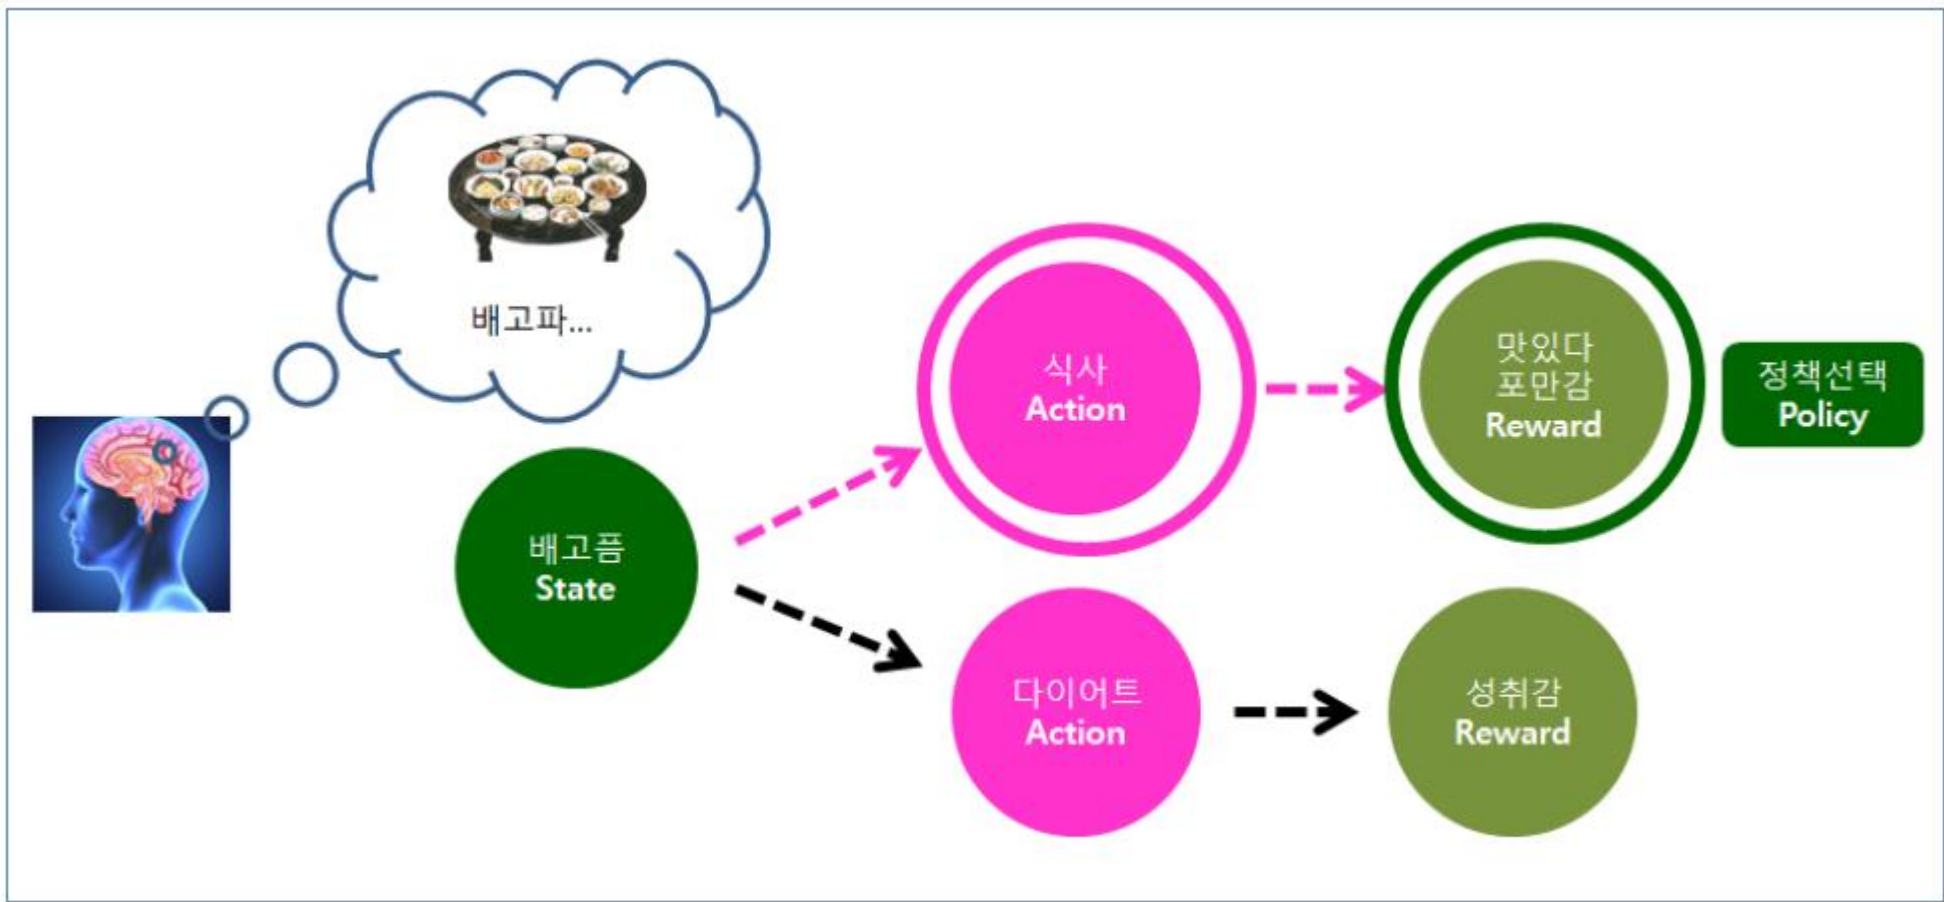 배고파...
배고픔
State
식사
Action
맛있다
포만감
Reward
정책선택
Policy
다이어트
Action
성취감
Reward